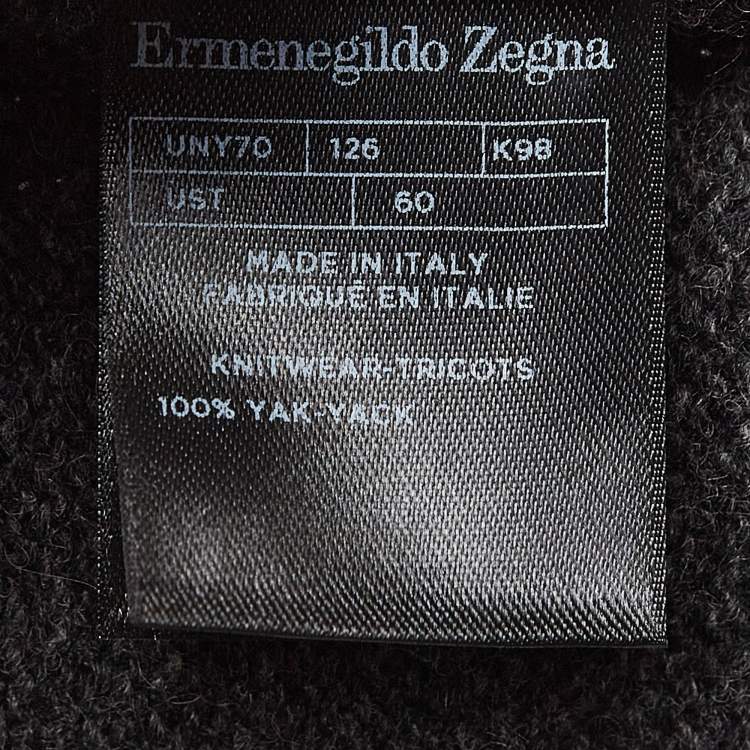 Ermenegildo Zegna
UNY70 126 K98
UST 60
MADE IN ITALY
FABRIQUÉ EN ITALIE
KNITWEAR-TRICOTS
100% YAK-YACK